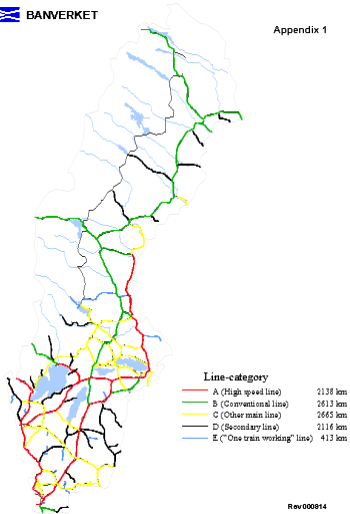 BANVERKET
Appendix 1
Line-category
A (High speed line) 2138 km
B (Conventional line) 2613 km
C (Other main line) 2665 km
D (Secondary line) 2116 km
E ("One train working" line) 413 km
Rev000814